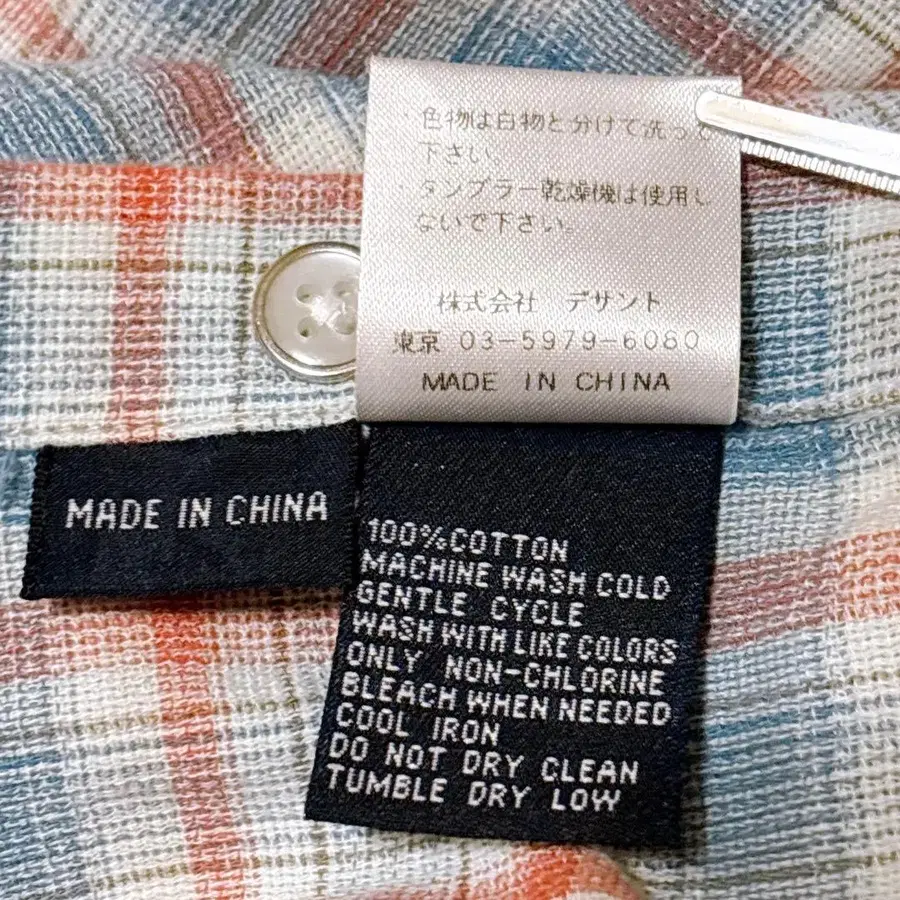 ・色物は白物と分けて洗って
下さい。
・タンブラー乾燥機は使用し
ないで下さい。
株式会社 デサント
東京 03-5979-6080
MADE IN CHINA
MADE IN CHINA
100%COTTON
MACHINE WASH COLD
GENTLE CYCLE
WASH WITH LIKE COLORS
ONLY NON-CHLORINE
BLEACH WHEN NEEDED
COOL IRON
DO NOT DRY CLEAN
TUMBLE DRY LOW